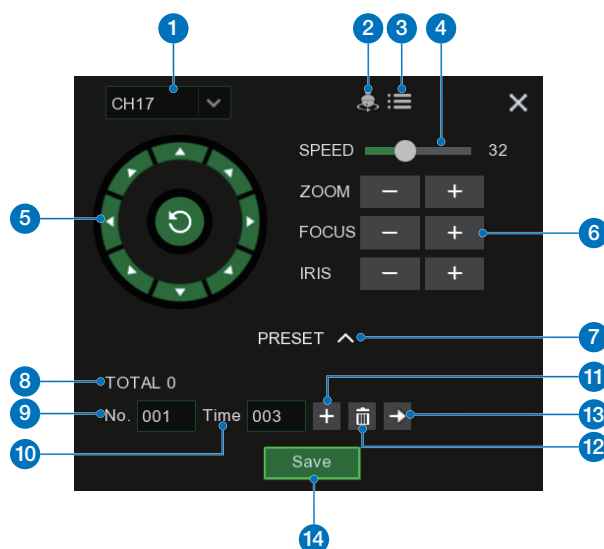 1 2 3 4
CH17
SPEED 32
ZOOM − +
5 FOCUS − + 6
IRIS − +
PRESET 7
8 TOTAL 0 11
9 No. 001 Time 003 + 13
10 12
Save
14